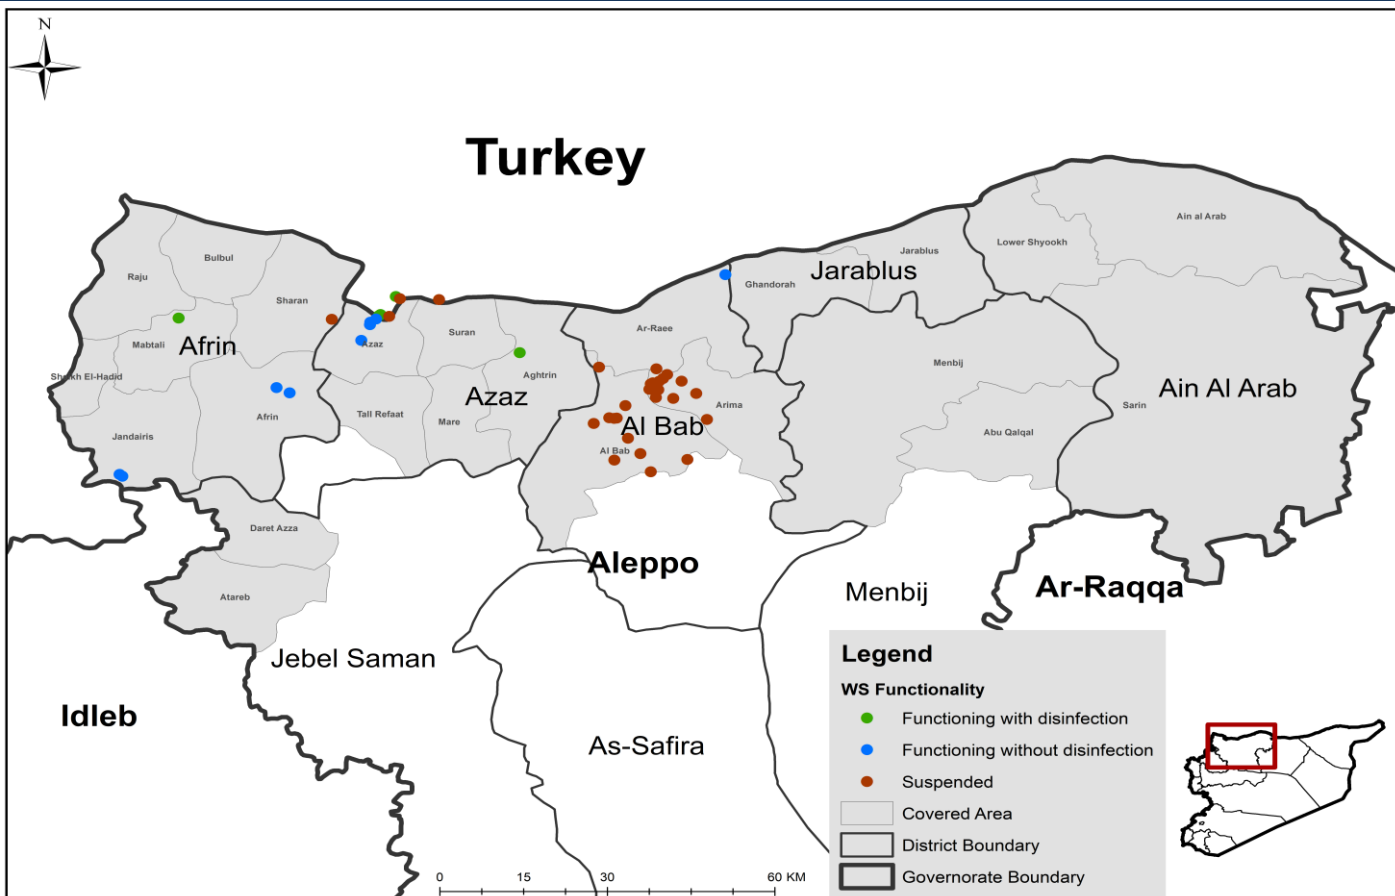 N
Turkey
Ain al Arab
Lower Shyookh
Jarablus
Bulbul
Jarablus
Raju
Ghandorah
Sharan
Ar-Raee
Suran
Mabtali
Azaz
Afrin
Menbij
Sheikh El-Hadid
Aghtrin
Ain Al Arab
Azaz
Arima
Sarin
Afrin
Tall Refaat
Mare
Al Bab
Jandairis
Abu Qalqal
Al Bab
Daret Azza
Aleppo
Ar-Raqqa
Menbij
Atareb
Jebel Saman
Idleb
As-Safira
Legend
WS Functionality
Functioning with disinfection
Functioning without disinfection
Suspended
Covered Area
District Boundary
Governorate Boundary
0 15 30 60 KM